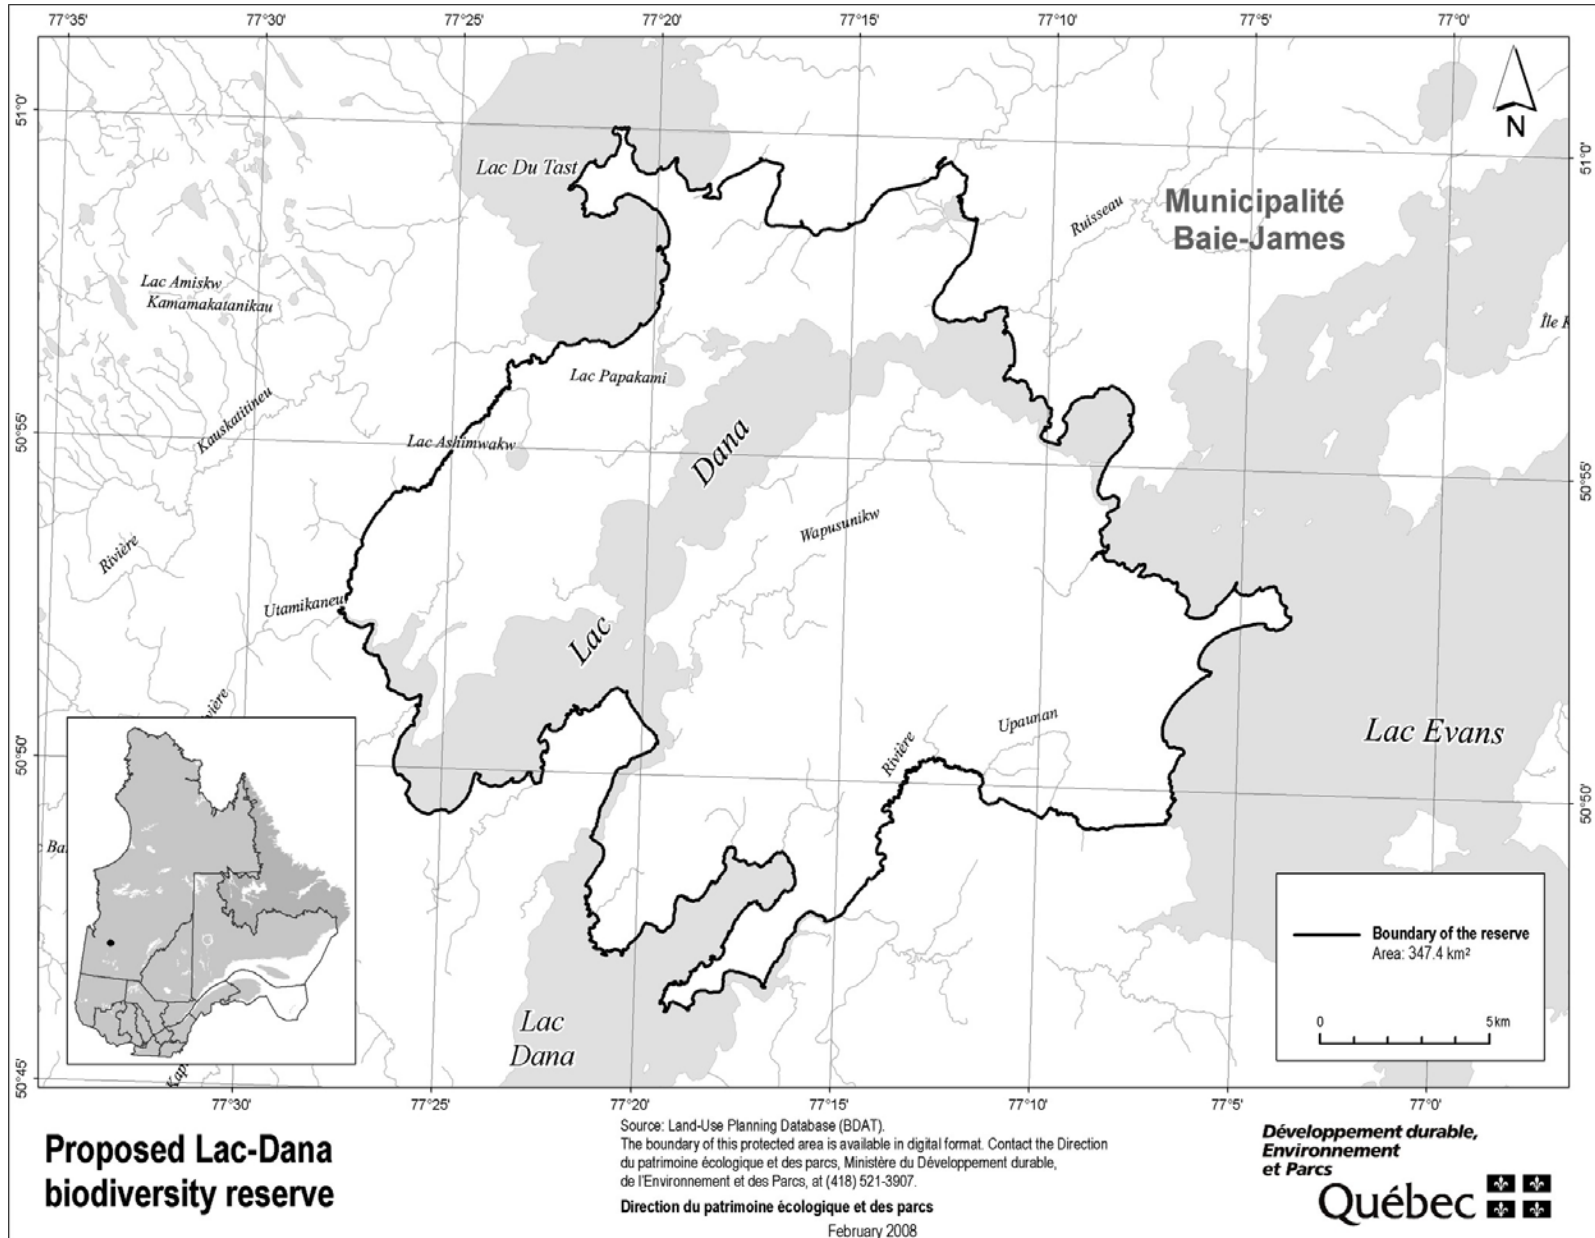 77°35' 77°30' 77°25' 77°20' 77°15' 77°10' 77°5' 77°0'
51°0'
51°0'
N
Lac Du Tast
Municipalité
Baie-James
Ruisseau
Lac Amiskw
Kamamakatanikau
Île
Lac Papakami
Kauskatitineu
50°55'
Lac Ashimwakw
Dana
50°55'
Wapusunikw
Rivière
Utamikaneu
Lac
Upaunan
Lac Evans
Rivière
50°50'
50°50'
Boundary of the reserve
Area: 347.4 km²
0 5 km
Lac
Dana
50°45'
77°30' 77°25' 77°20' 77°15' 77°10' 77°5' 77°0'
Proposed Lac-Dana
biodiversity reserve
Source: Land-Use Planning Database (BDAT).
The boundary of this protected area is available in digital format. Contact the Direction
du patrimoine écologique et des parcs, Ministère du Développement durable,
de l'Environnement et des Parcs, at (418) 521-3907.
Direction du patrimoine écologique et des parcs
February 2008
Développement durable,
Environnement
et Parcs
Québec